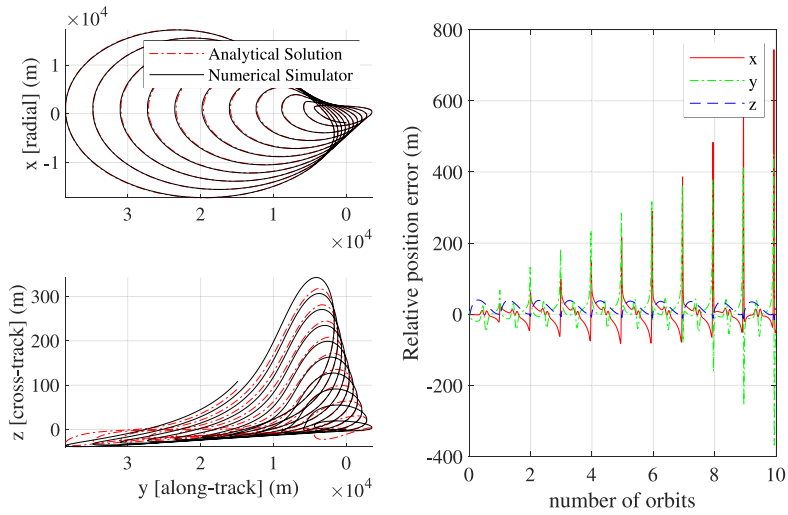 ×10⁴
Analytical Solution
Numerical Simulator
x [radial] (m)
1
0
-1
3 2 1 0
×10⁴
z [cross-track] (m)
300
200
100
0
3 2 1 0
×10⁴
y [along-track] (m)
Relative position error (m)
800
600
400
200
0
-200
-400
x
y
z
0 2 4 6 8 10
number of orbits